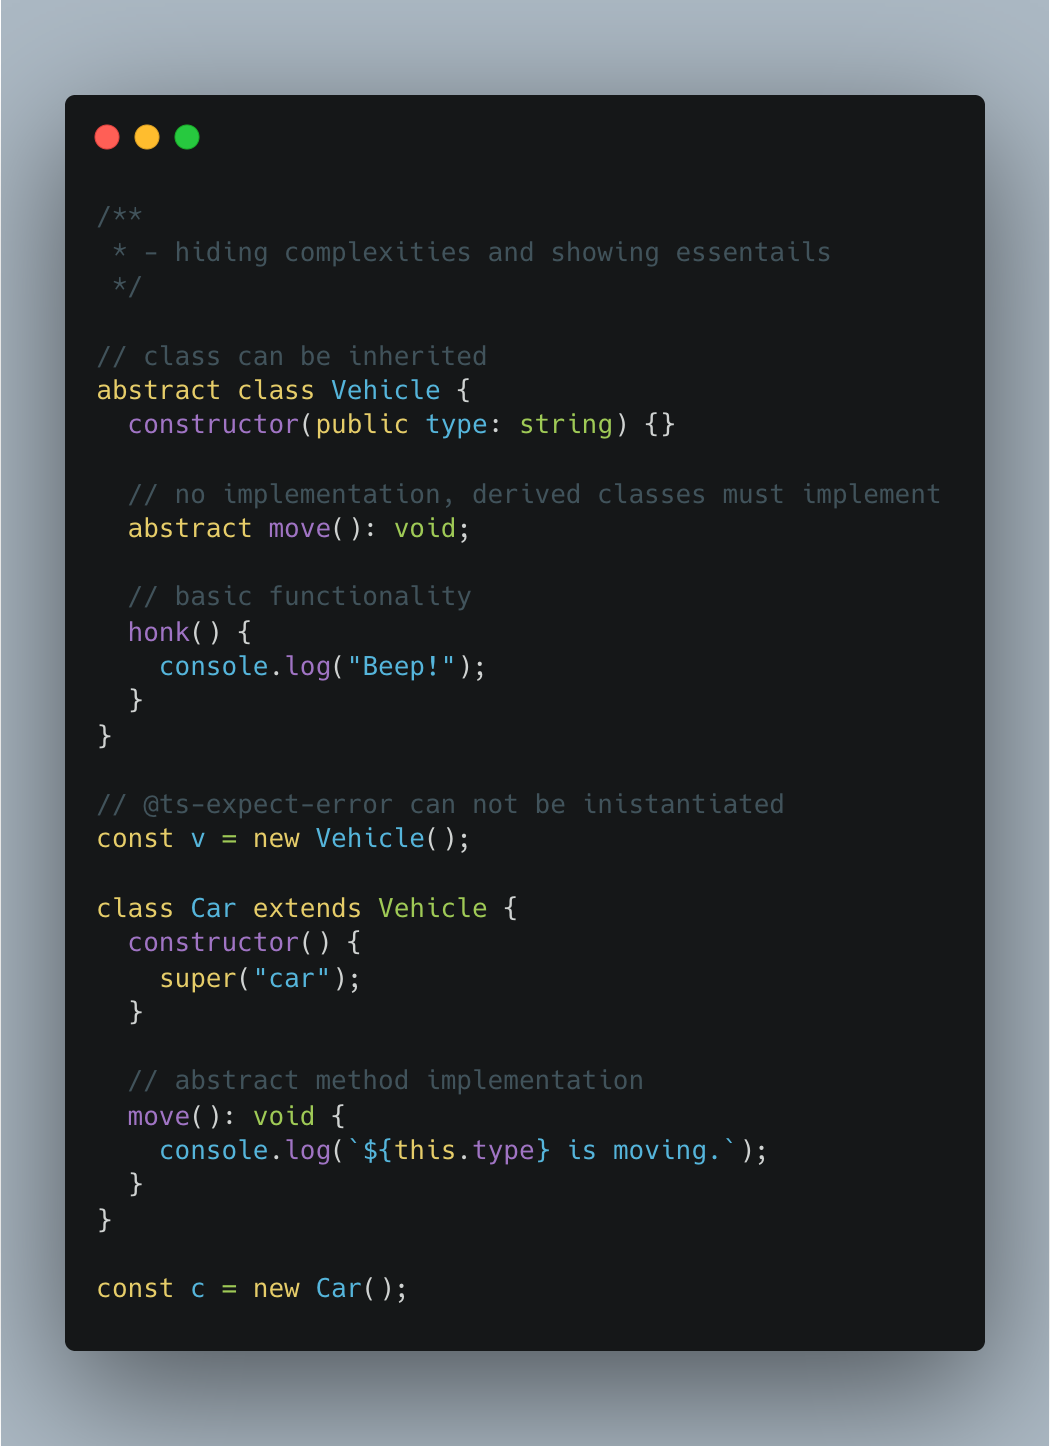 /**
 * - hiding complexities and showing essentails
 */
// class can be inherited
abstract class Vehicle {
  constructor(public type: string) {}
  // no implementation, derived classes must implement
  abstract move(): void;
  // basic functionality
  honk() {
    console.log("Beep!");
  }
}
// @ts-expect-error can not be inistantiated
const v = new Vehicle();
class Car extends Vehicle {
  constructor() {
    super("car");
  }
  // abstract method implementation
  move(): void {
    console.log(`${this.type} is moving.`);
  }
}
const c = new Car();